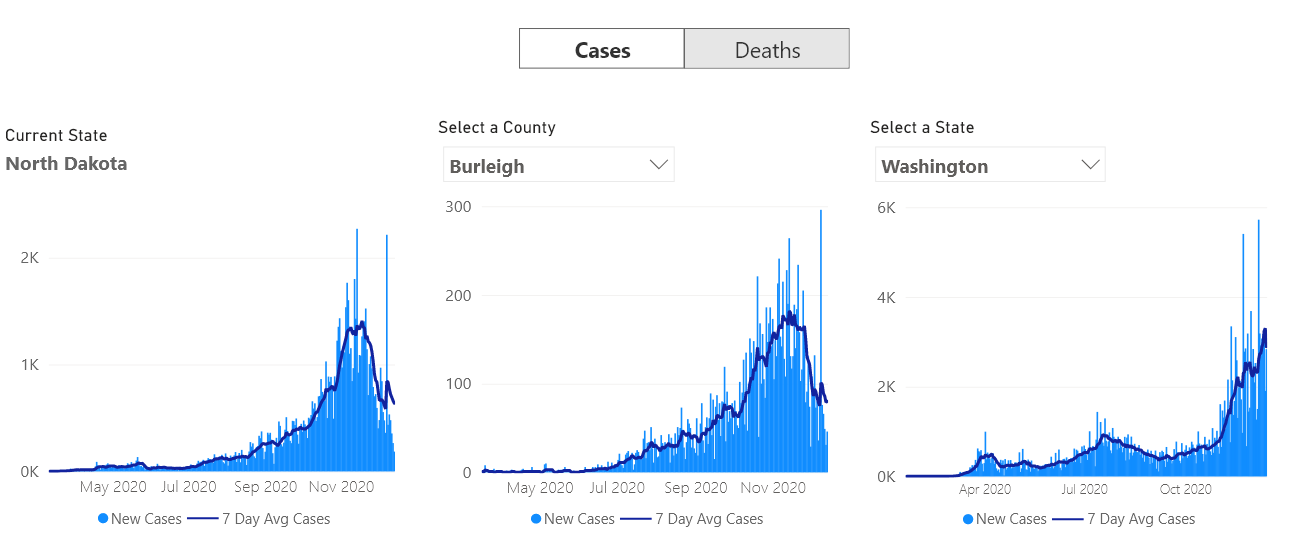 Cases Deaths
Current State
North Dakota
2K
1K
0K
May 2020 Jul 2020 Sep 2020 Nov 2020
New Cases 7 Day Avg Cases
Select a County
Burleigh
300
200
100
0
May 2020 Jul 2020 Sep 2020 Nov 2020
New Cases 7 Day Avg Cases
Select a State
Washington
6K
4K
2K
0K
Apr 2020 Jul 2020 Oct 2020
New Cases 7 Day Avg Cases